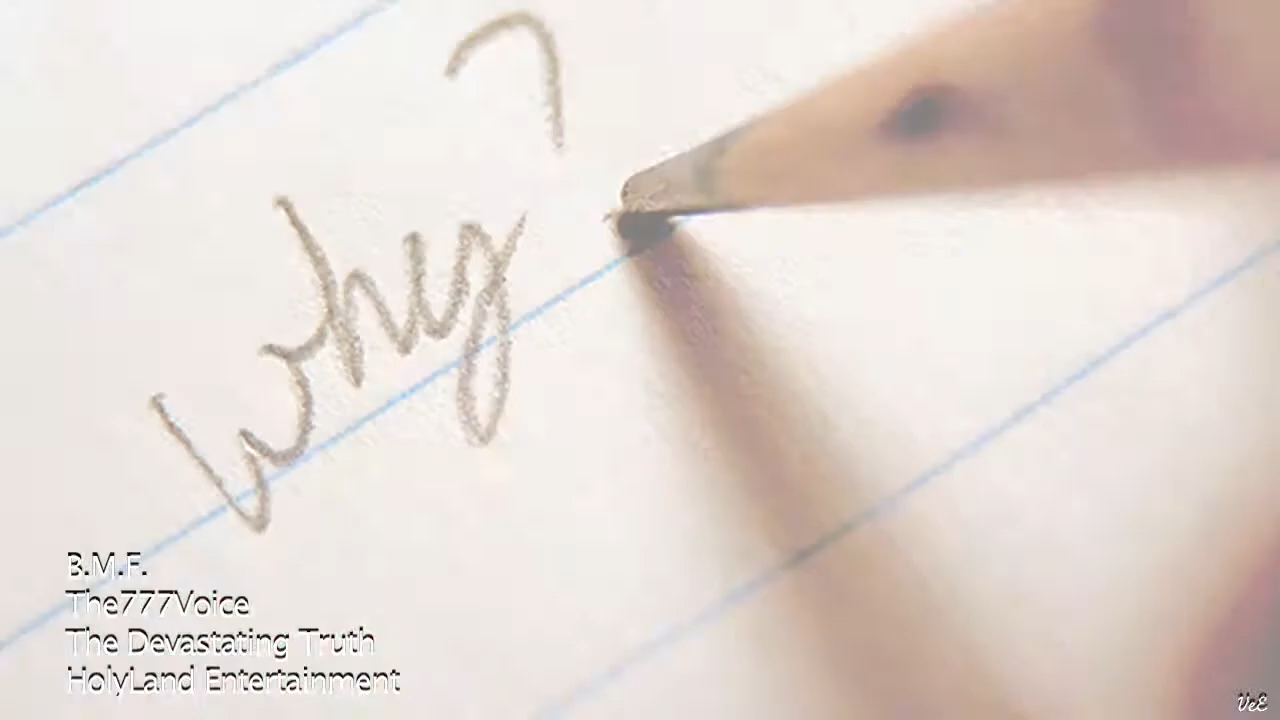 Why?
B.M.F.
The777Voice
The Devastating Truth
HolyLand Entertainment
VeE